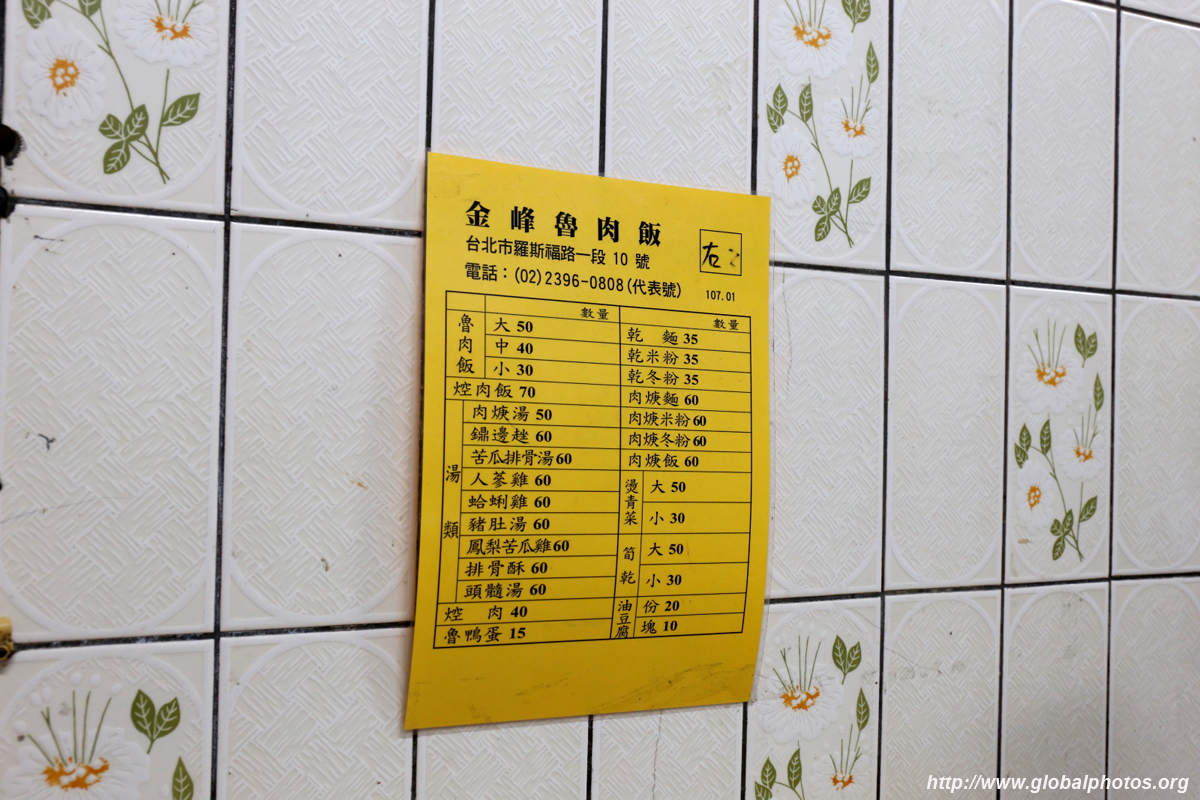 金峰魯肉飯
台北市羅斯福路一段 10 號
電話：(02)2396-0808(代表號)
右
107.01
數量
魯肉飯
大 50
中 40
小 30
焢肉飯 70
湯類
肉焿湯 50
鼎邊趖 60
苦瓜排骨湯 60
人蔘雞 60
蛤蜊雞 60
豬肚湯 60
鳳梨苦瓜雞 60
排骨酥 60
頭髓湯 60
焢 肉 40
魯鴨蛋 15
數量
乾 麵 35
乾米粉 35
乾冬粉 35
肉焿麵 60
肉焿米粉 60
肉焿冬粉 60
肉焿飯 60
燙青菜
大 50
小 30
筍乾
大 50
小 30
油豆腐
份 20
塊 10
http://www.globalphotos.org